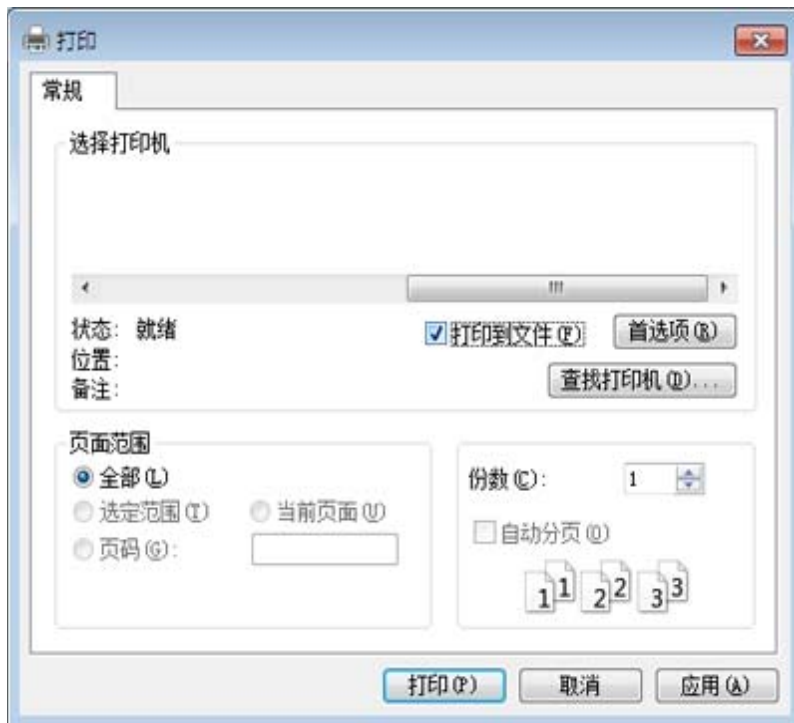 打印
常规
选择打印机
状态: 就绪
打印到文件(F)
首选项(R)
位置:
查找打印机(D)...
备注:
页面范围
全部(L)
选定范围(T)
当前页面(U)
页码(G):
份数(C):
1
自动分页(O)
1 1 2 2 3 3
打印(P)
取消
应用(A)